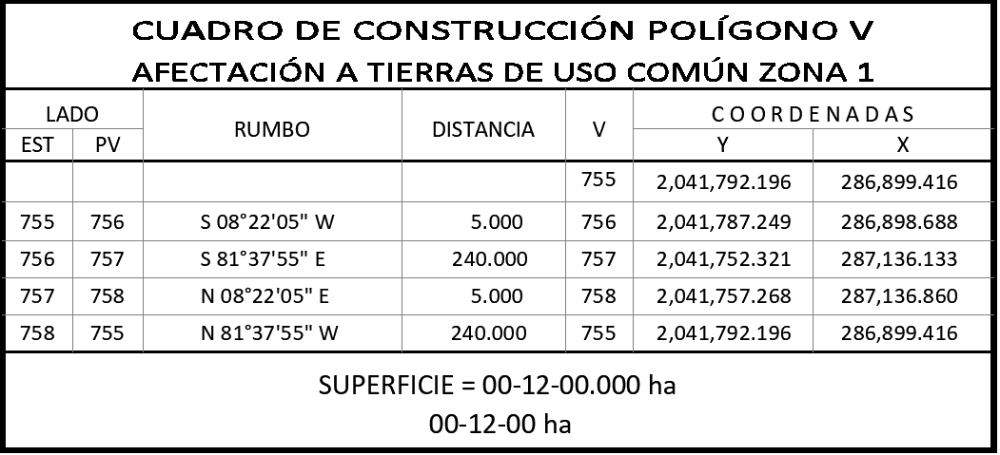 CUADRO DE CONSTRUCCIÓN POLÍGONO V
AFECTACIÓN A TIERRAS DE USO COMÚN ZONA 1
LADO RUMBO DISTANCIA V C O O R D E N A D A S
EST PV Y X
755 2,041,792.196 286,899.416
755 756 S 08°22'05" W 5.000 756 2,041,787.249 286,898.688
756 757 S 81°37'55" E 240.000 757 2,041,752.321 287,136.133
757 758 N 08°22'05" E 5.000 758 2,041,757.268 287,136.860
758 755 N 81°37'55" W 240.000 755 2,041,792.196 286,899.416
SUPERFICIE = 00-12-00.000 ha
00-12-00 ha